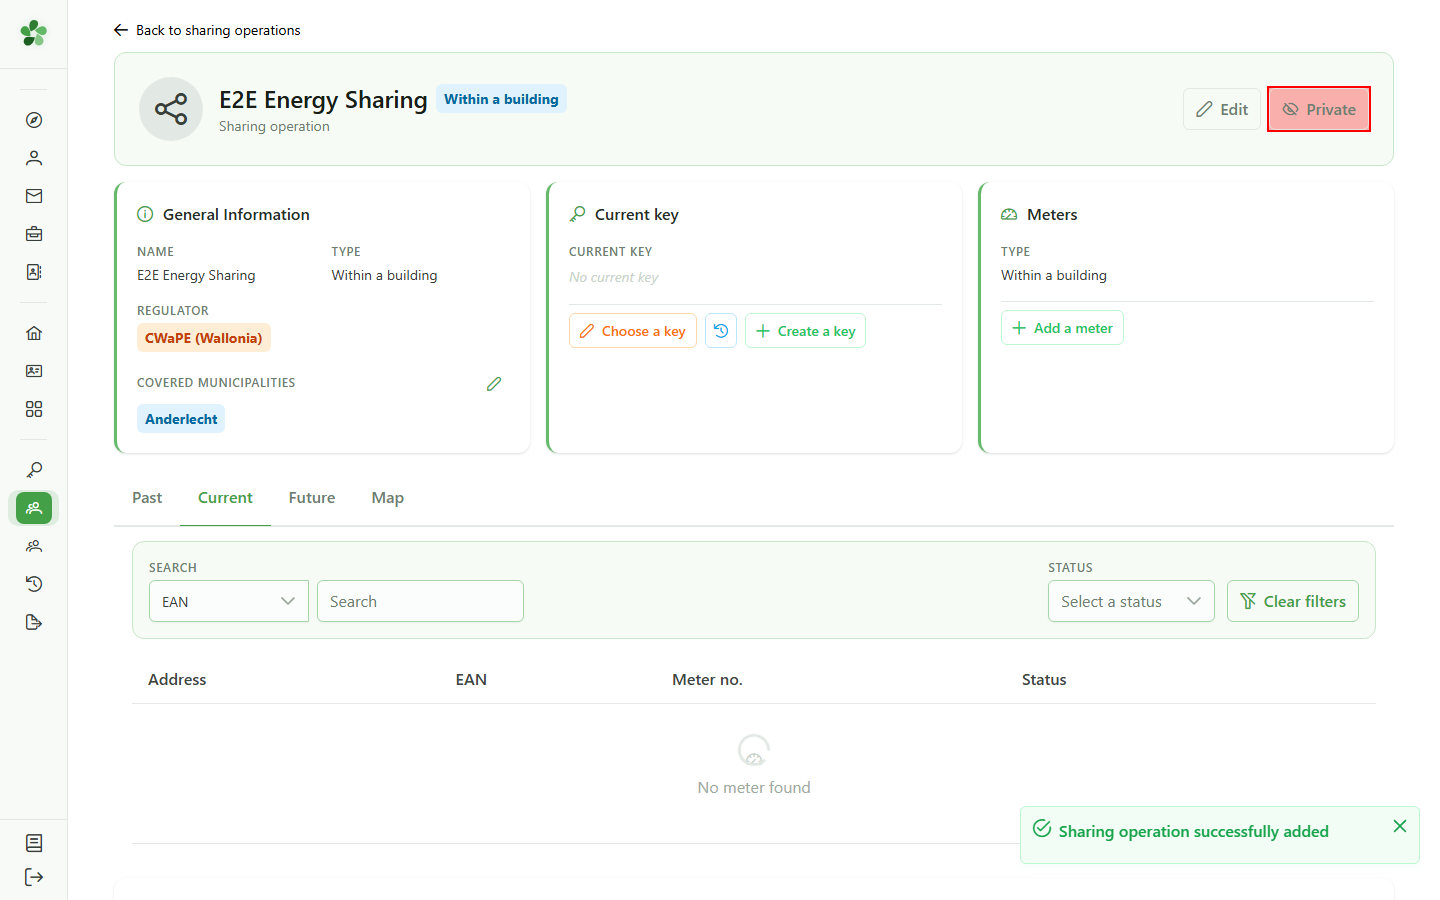 Back to sharing operations
E2E Energy Sharing
Within a building
Sharing operation
Edit
Private
General Information
NAME
TYPE
E2E Energy Sharing
Within a building
REGULATOR
CWaPE (Wallonia)
COVERED MUNICIPALITIES
Anderlecht
Current key
CURRENT KEY
No current key
Choose a key
Create a key
Meters
TYPE
Within a building
Add a meter
Past
Current
Future
Map
SEARCH
EAN
Search
STATUS
Select a status
Clear filters
Address
EAN
Meter no.
Status
No meter found
Sharing operation successfully added